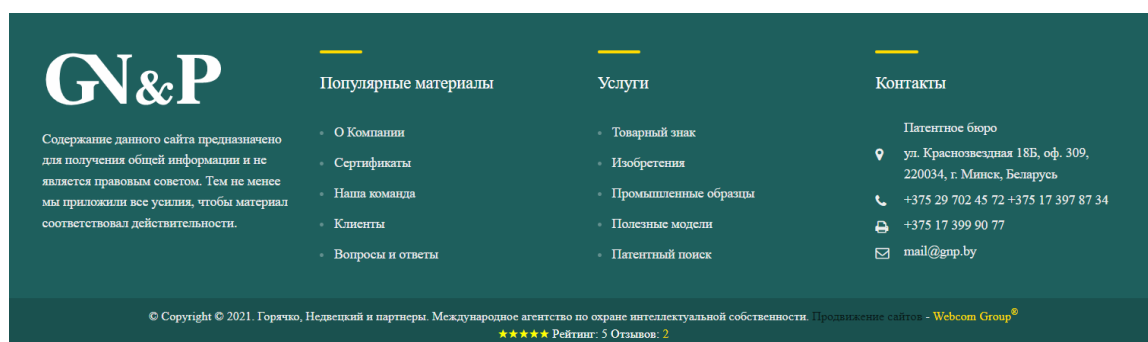 GN&P
Содержание данного сайта предназначено
для получения общей информации и не
является правовым советом. Тем не менее
мы приложили все усилия, чтобы материал
соответствовал действительности.
Популярные материалы
О Компании
Сертификаты
Наша команда
Клиенты
Вопросы и ответы
Услуги
Товарный знак
Изобретения
Промышленные образцы
Полезные модели
Патентный поиск
Контакты
Патентное бюро
ул. Краснозвездная 18Б, оф. 309,
220034, г. Минск, Беларусь
+375 29 702 45 72 +375 17 397 87 34
+375 17 399 90 77
mail@gnp.by
© Copyright © 2021. Горячко, Недвецкий и партнеры. Международное агентство по охране интеллектуальной собственности. Продвижение сайтов - Webcom Group®
★★★★★ Рейтинг: 5 Отзывов: 2